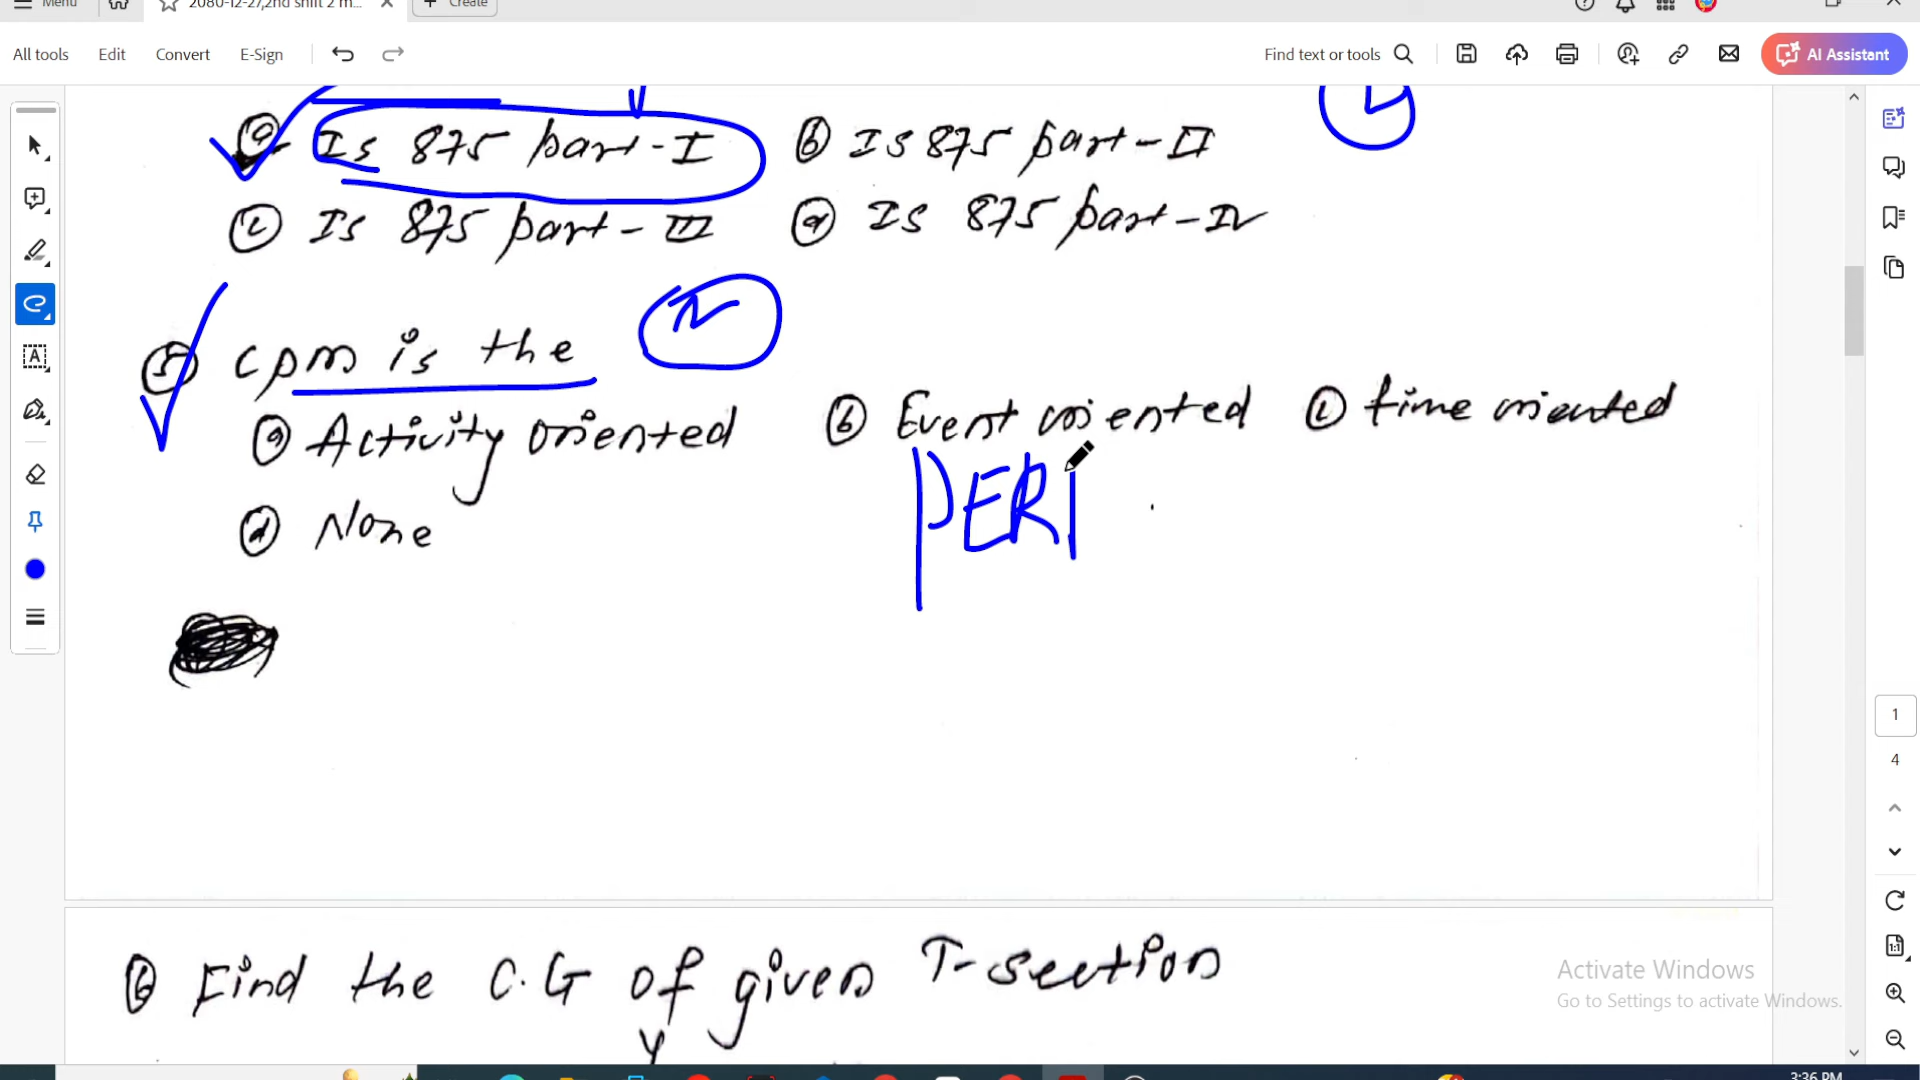 Menu
2080-12-27,2nd shift 2 m...
Create
All tools Edit Convert E-Sign
Find text or tools
AI Assistant
(a) Is 875 part-I (b) Is 875 part-II
(c) Is 875 part-III (d) Is 875 part-IV
(5) Cpm is the
(a) Activity oriented (b) Event oriented (c) time oriented
PERT
(d) None
1
4
(6) Find the C.G of given T-section
y
Activate Windows
Go to Settings to activate Windows.
3:36 PM